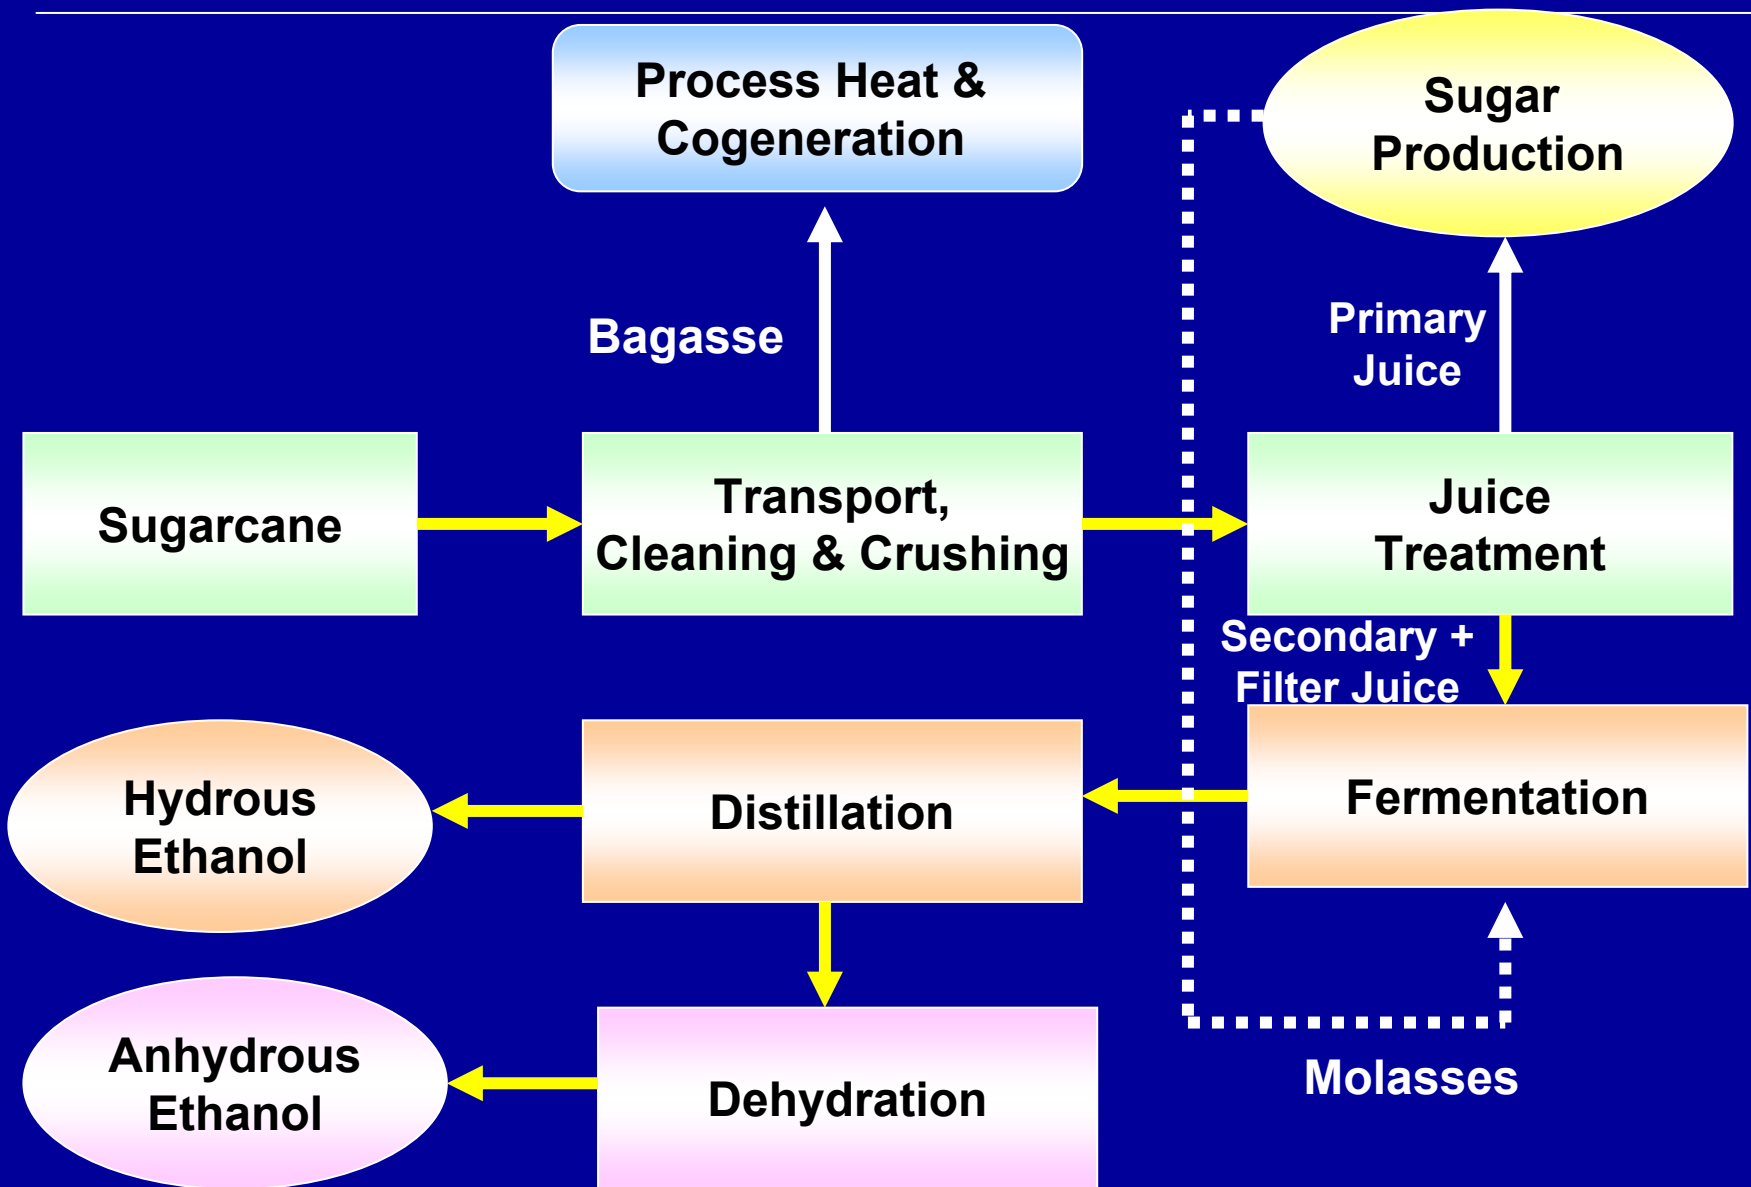 Process Heat &
Cogeneration
Sugar
Production
Bagasse
Primary
Juice
Sugarcane
Transport,
Cleaning & Crushing
Juice
Treatment
Secondary +
Filter Juice
Hydrous
Ethanol
Distillation
Fermentation
Anhydrous
Ethanol
Dehydration
Molasses